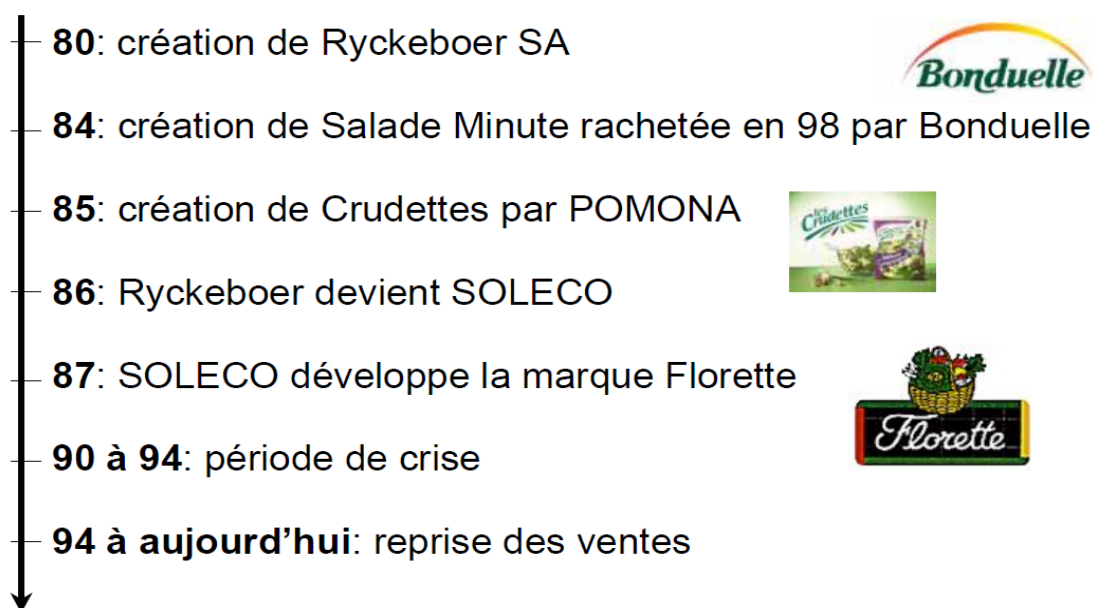 80: création de Ryckeboer SA
Bonduelle
84: création de Salade Minute rachetée en 98 par Bonduelle
85: création de Crudettes par POMONA
les Crudettes
86: Ryckeboer devient SOLECO
87: SOLECO développe la marque Florette
Florette
90 à 94: période de crise
94 à aujourd’hui: reprise des ventes